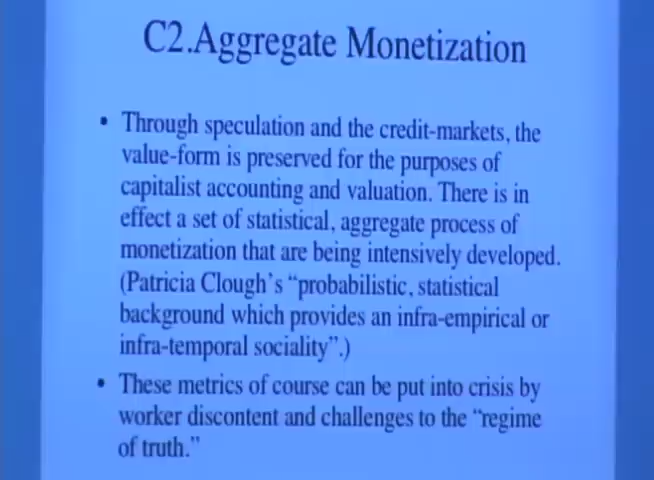 C2.Aggregate Monetization
• Through speculation and the credit-markets, the
value-form is preserved for the purposes of
capitalist accounting and valuation. There is in
effect a set of statistical, aggregate process of
monetization that are being intensively developed.
(Patricia Clough's "probabilistic, statistical
background which provides an infra-empirical or
infra-temporal sociality".)
• These metrics of course can be put into crisis by
worker discontent and challenges to the "regime
of truth."